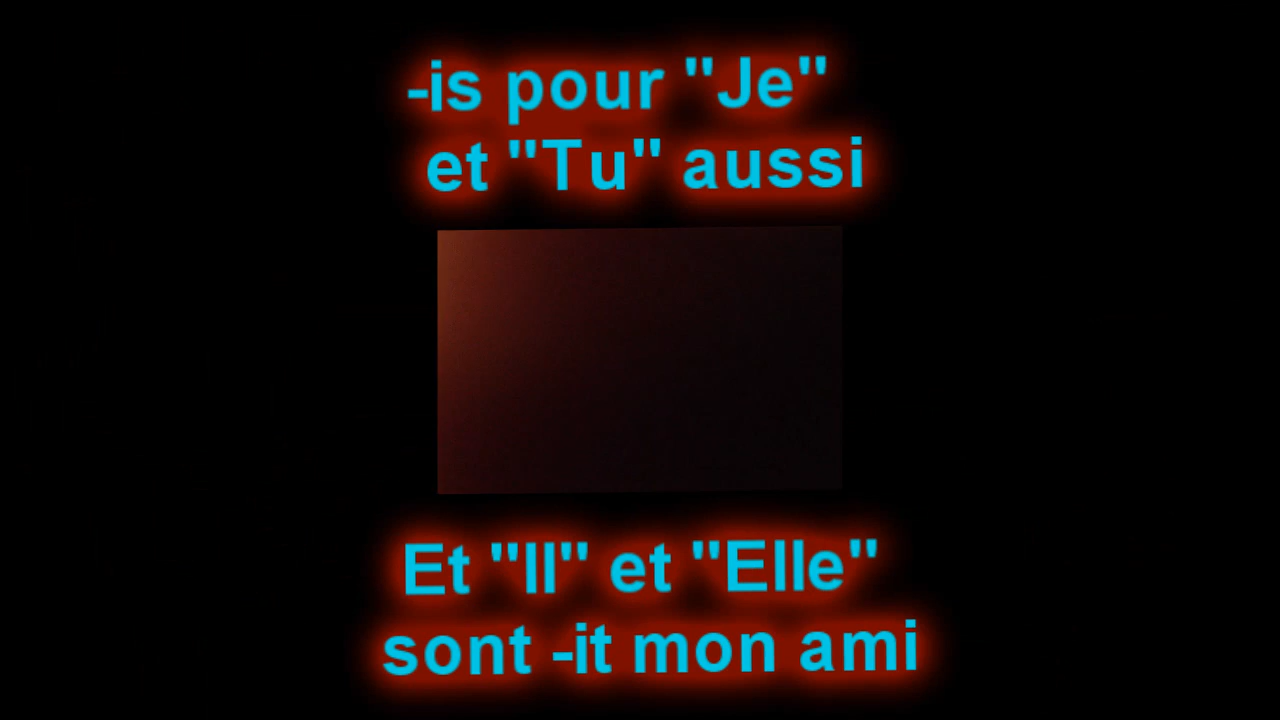 -is pour "Je"
et "Tu" aussi
Et "Il" et "Elle"
sont -it mon ami